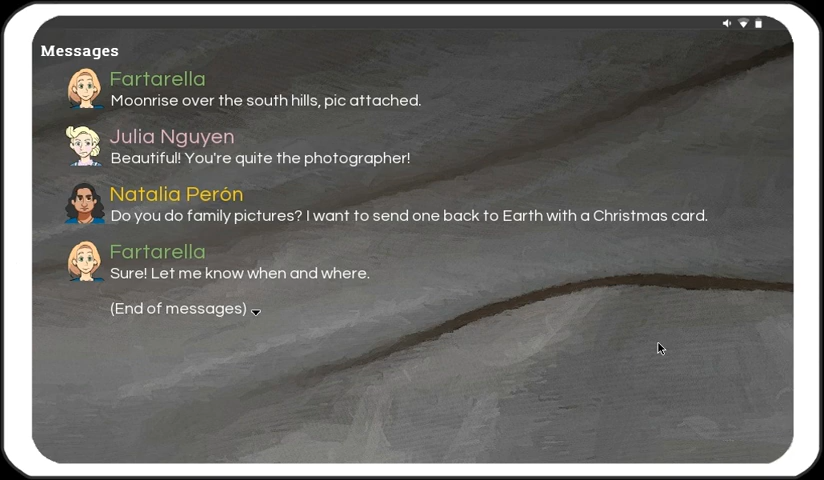 Messages
Fartarella
Moonrise over the south hills, pic attached.
Julia Nguyen
Beautiful! You're quite the photographer!
Natalia Perón
Do you do family pictures? I want to send one back to Earth with a Christmas card.
Fartarella
Sure! Let me know when and where.
(End of messages)